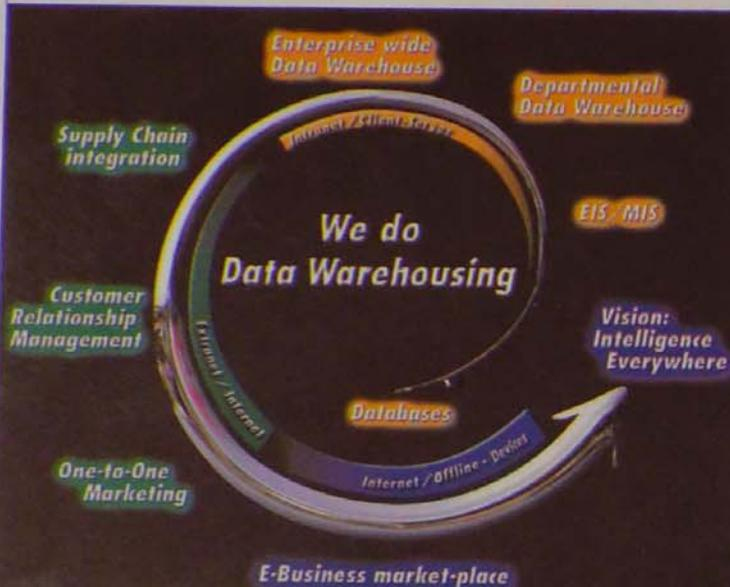 Enterprise wide
Data Warehouse
Departmental
Data Warehouse
Supply Chain
integration
Intranet / Client-Server
EIS/MIS
We do
Data Warehousing
Customer
Relationship
Management
Vision:
Intelligence
Everywhere
Extranet / Internet
Databases
Internet / Offline - Devices
One-to-One
Marketing
E-Business market-place